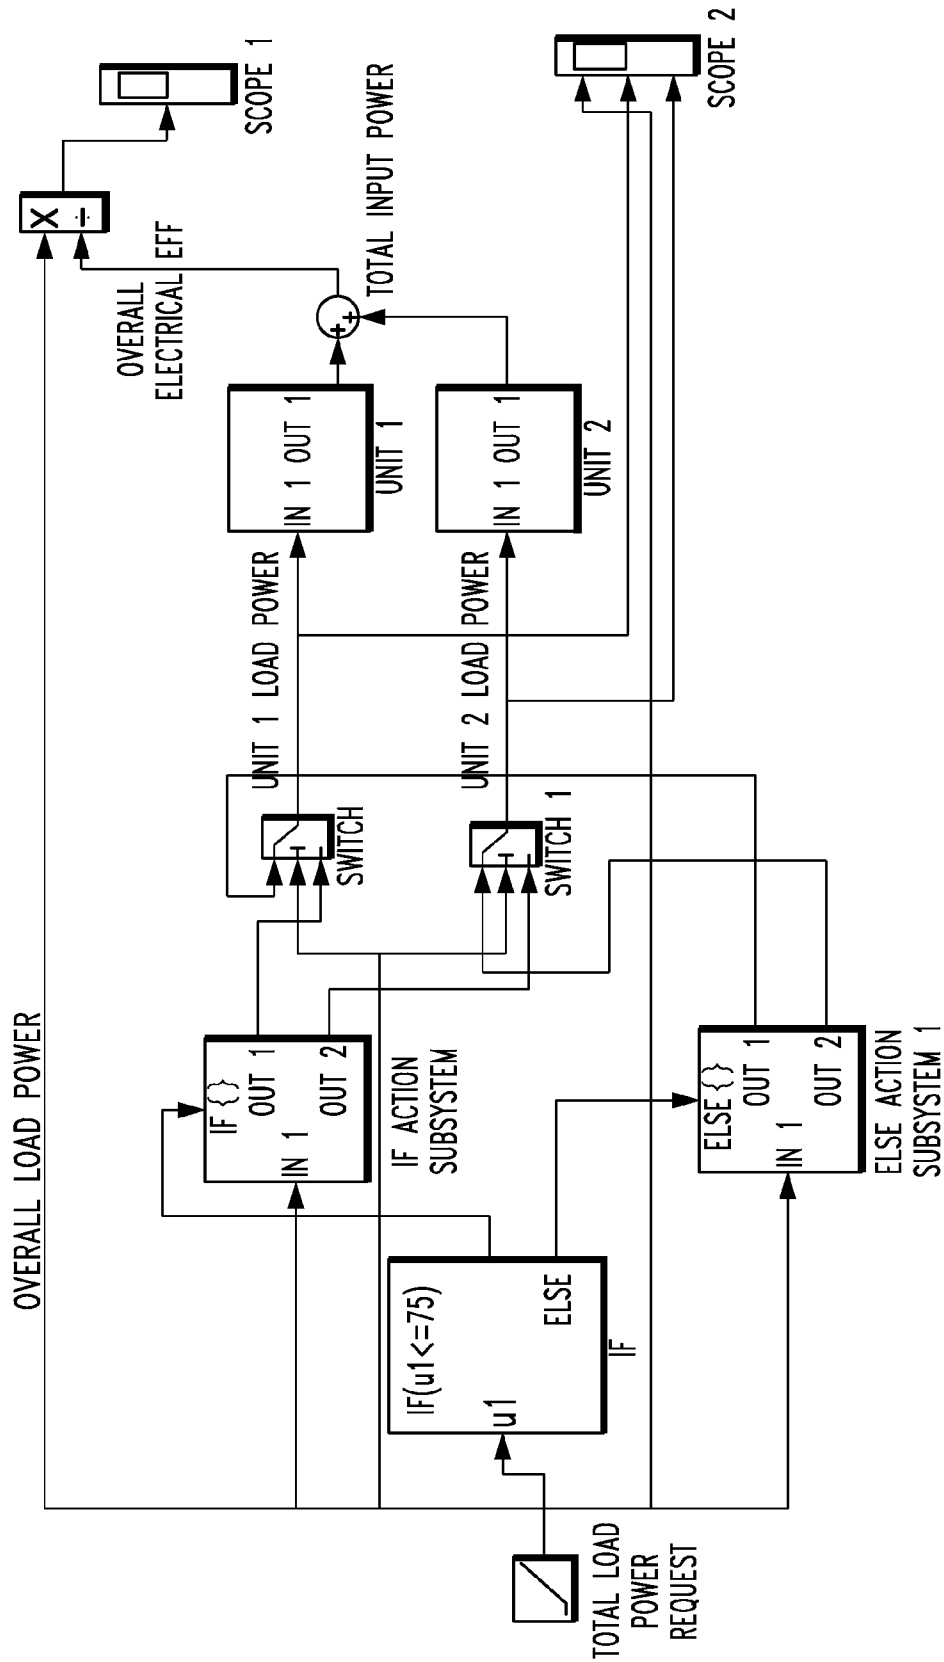 OVERALL LOAD POWER
TOTAL LOAD
POWER
REQUEST
IF(u1<=75)
u1
ELSE
IF
IF {}
OUT 1
IN 1
OUT 2
IF ACTION
SUBSYSTEM
ELSE {}
OUT 1
IN 1
OUT 2
ELSE ACTION
SUBSYSTEM 1
SWITCH
SWITCH 1
UNIT 1 LOAD POWER
UNIT 2 LOAD POWER
IN 1 OUT 1
UNIT 1
IN 1 OUT 1
UNIT 2
+
+
OVERALL
ELECTRICAL EFF
TOTAL INPUT POWER
X
÷
SCOPE 1
SCOPE 2